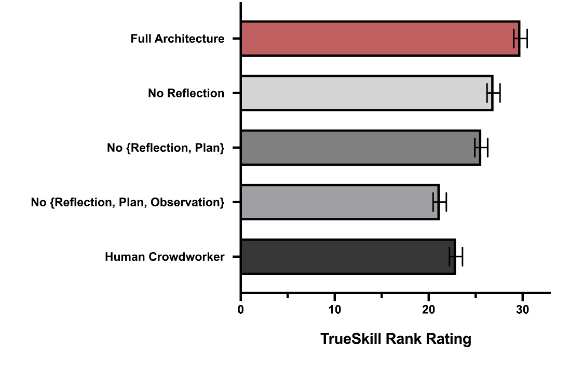 Full Architecture
No Reflection
No {Reflection, Plan}
No {Reflection, Plan, Observation}
Human Crowdworker
0 10 20 30
TrueSkill Rank Rating